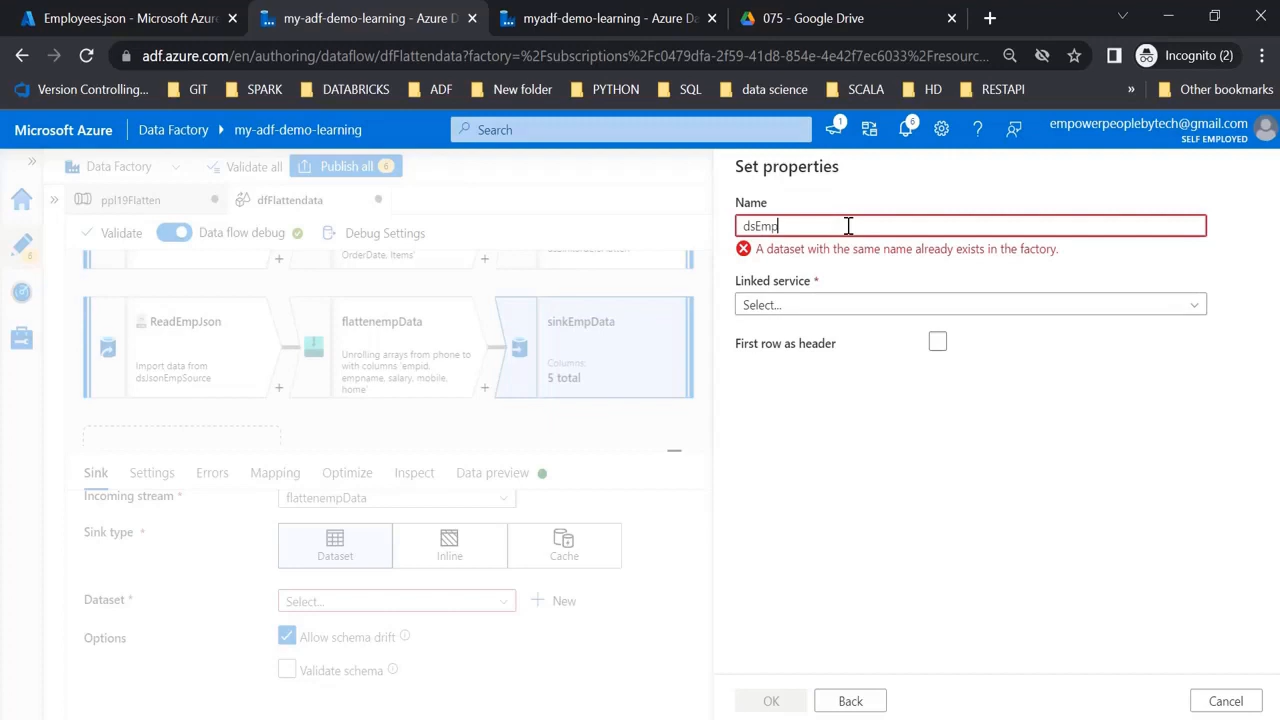 Employees.json - Microsoft Azur
my-adf-demo-learning - Azure D
myadf-demo-learning - Azure Da
075 - Google Drive
adf.azure.com/en/authoring/dataflow/dfFlattendata?factory=%2Fsubscriptions%2Fc0479dfa-2f59-41d8-854e-4e42f7ec6033%2Fresourc...
Incognito (2)
Version Controlling...
GIT
SPARK
DATABRICKS
ADF
New folder
PYTHON
SQL
data science
SCALA
HD
RESTAPI
»
Other bookmarks
Microsoft Azure
Data Factory
my-adf-demo-learning
Search
1
6
empowerpeoplebytech@gmail.com
SELF EMPLOYED
Data Factory
Validate all
Publish all 6
ppl19Flatten
dfFlattendata
Validate
Data flow debug
Debug Settings
OrderDate, Items'
ReadEmpJson
Import data from
dsJsonEmpSource
flattenempData
Unrolling arrays from phone to
with columns 'empid,
empname, salary, mobile,
home'
sinkEmpData
Columns:
5 total
Sink
Settings
Errors
Mapping
Optimize
Inspect
Data preview
Incoming stream *
flattenempData
Sink type *
Dataset
Inline
Cache
Dataset *
Select...
New
Options
Allow schema drift
Validate schema
Set properties
Name
dsEmp
A dataset with the same name already exists in the factory.
Linked service *
Select...
First row as header
OK
Back
Cancel